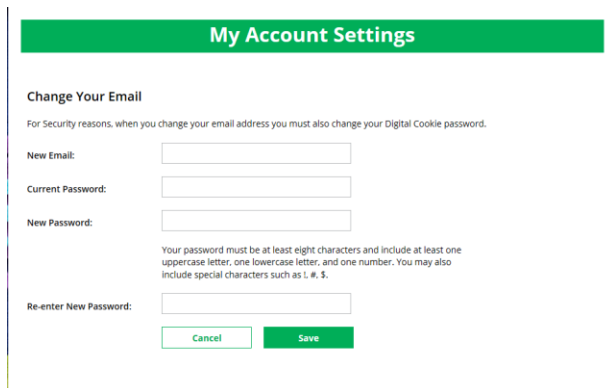 My Account Settings
Change Your Email
For Security reasons, when you change your email address you must also change your Digital Cookie password.
New Email:
Current Password:
New Password:
Your password must be at least eight characters and include at least one
uppercase letter, one lowercase letter, and one number. You may also
include special characters such as !, #, $.
Re-enter New Password:
Cancel Save